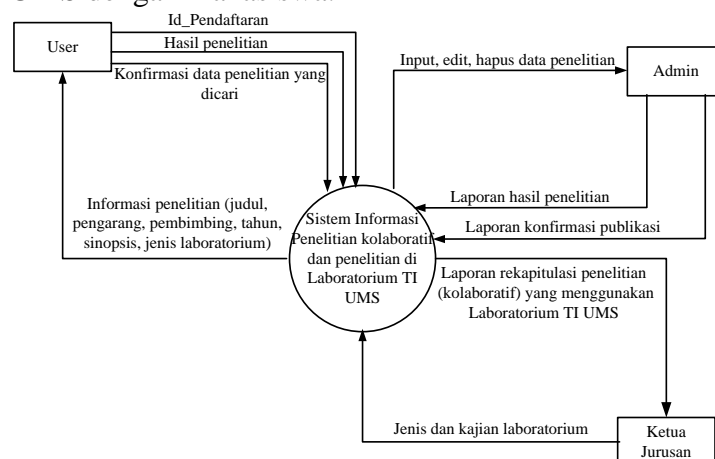 Id_Pendaftaran
User
Hasil penelitian
Konfirmasi data penelitian yang
dicari
Input, edit, hapus data penelitian
Admin
Informasi penelitian (judul,
pengarang, pembimbing, tahun,
sinopsis, jenis laboratorium)
Laporan hasil penelitian
Laporan konfirmasi publikasi
Sistem Informasi
Penelitian kolaboratif
dan penelitian di
Laboratorium TI
UMS
Laporan rekapitulasi penelitian
(kolaboratif) yang menggunakan
Laboratorium TI UMS
Jenis dan kajian laboratorium
Ketua
Jurusan